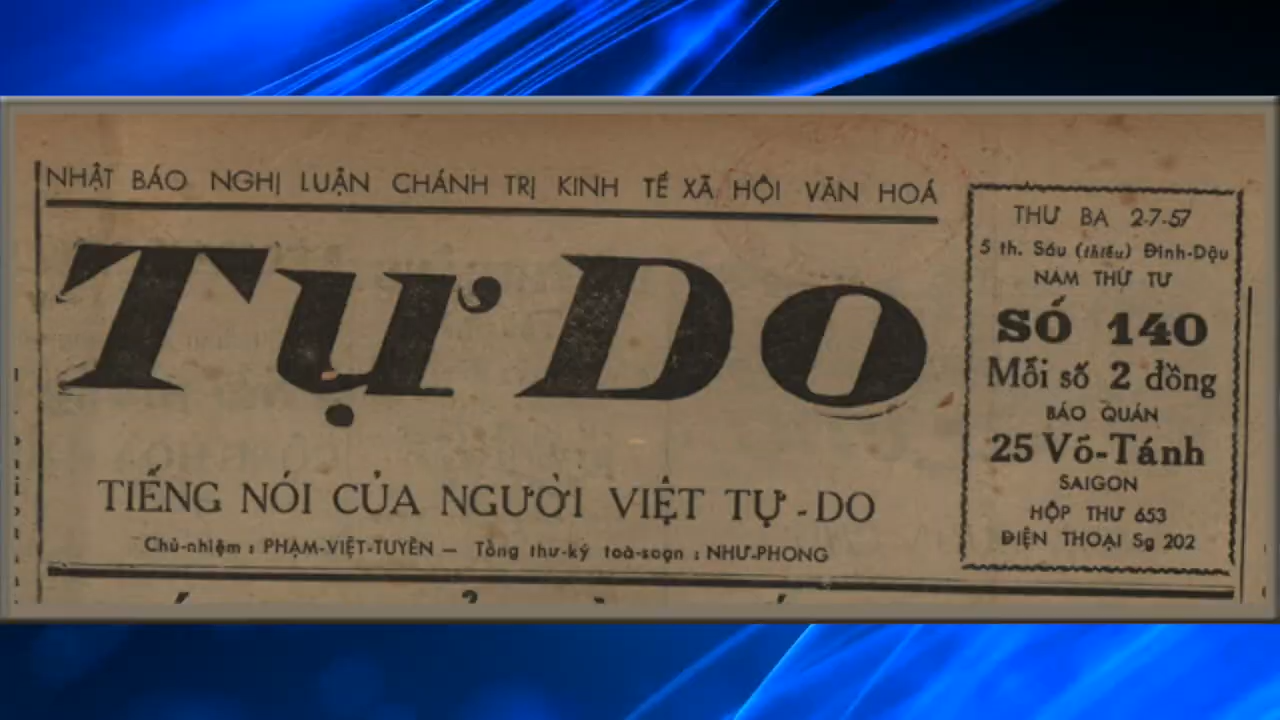 NHẬT BÁO NGHỊ LUẬN CHÁNH TRỊ KINH TẾ XÃ HỘI VĂN HOÁ
Tự Do
TIẾNG NÓI CỦA NGƯỜI VIỆT TỰ-DO
Chủ-nhiệm : PHẠM-VIỆT-TUYỀN — Tổng thư-ký toà-soạn : NHƯ-PHONG
THỨ BA 2-7-57
5 th. Sáu (thiếu) Đinh-Dậu
NĂM THỨ TƯ
SỐ 140
Mỗi số 2 đồng
BÁO QUÁN
25 Võ-Tánh
SAIGON
HỘP THƯ 653
ĐIỆN THOẠI Sg 202